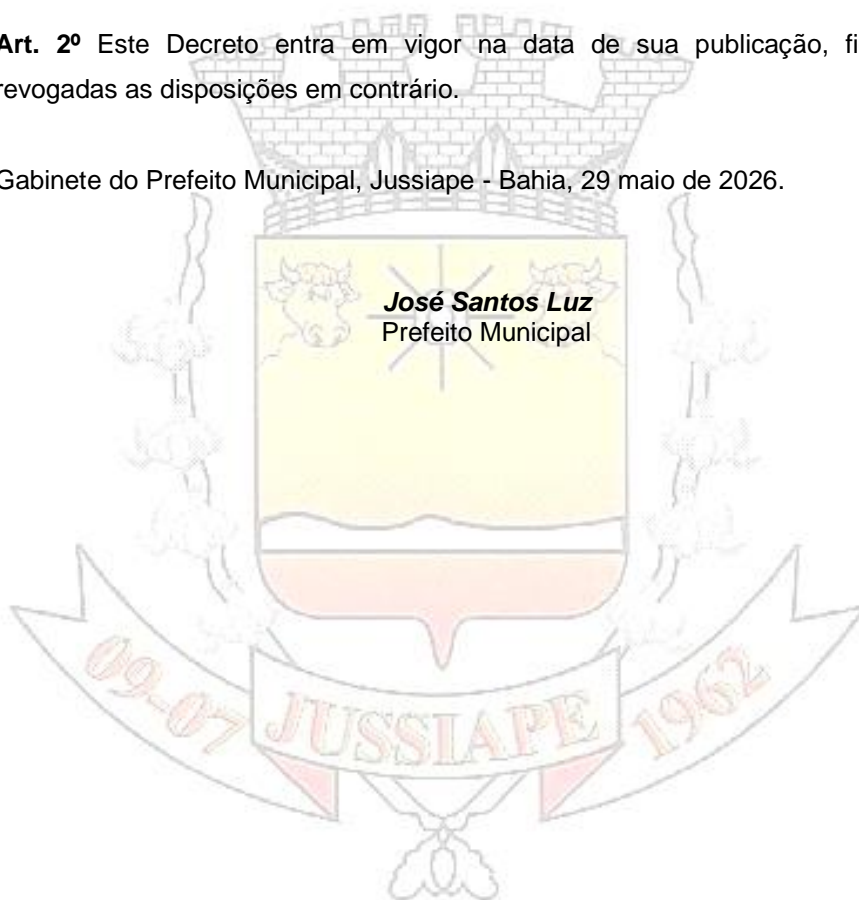 Art. 2º Este Decreto entra em vigor na data de sua publicação, fi
revogadas as disposições em contrário.
Gabinete do Prefeito Municipal, Jussiape - Bahia, 29 maio de 2026.
José Santos Luz
Prefeito Municipal
09-07 JUSSIAPE 1962